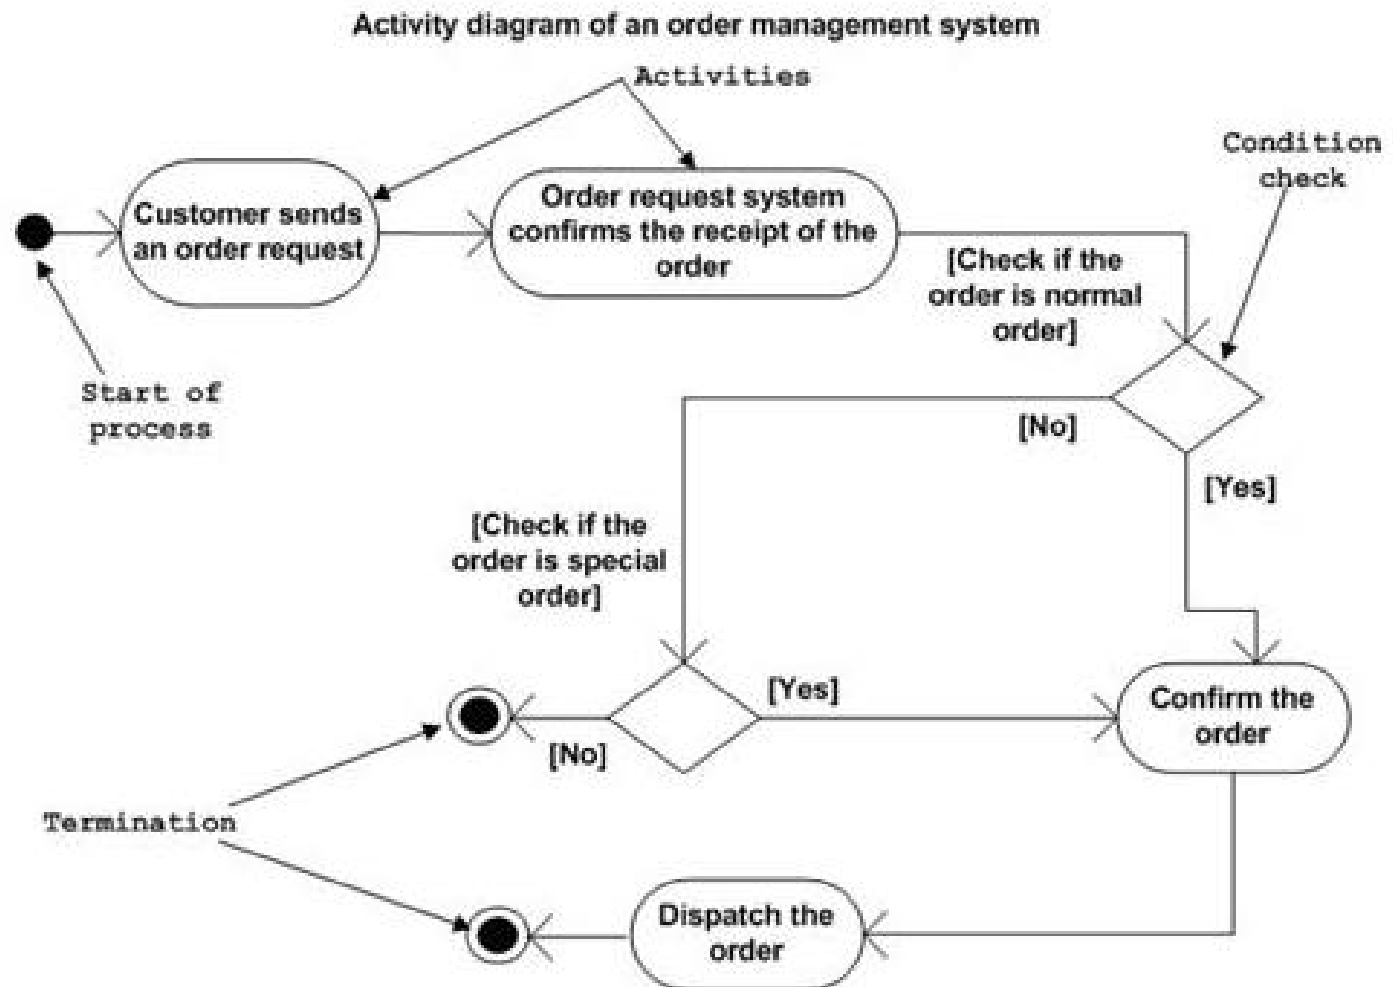 Activity diagram of an order management system
Activities
Condition
check
Customer sends
an order request
Order request system
confirms the receipt of the
order
[Check if the
order is normal
order]
Start of
process
[No]
[Yes]
[Check if the
order is special
order]
[Yes]
[No]
Confirm the
order
Termination
Dispatch the
order